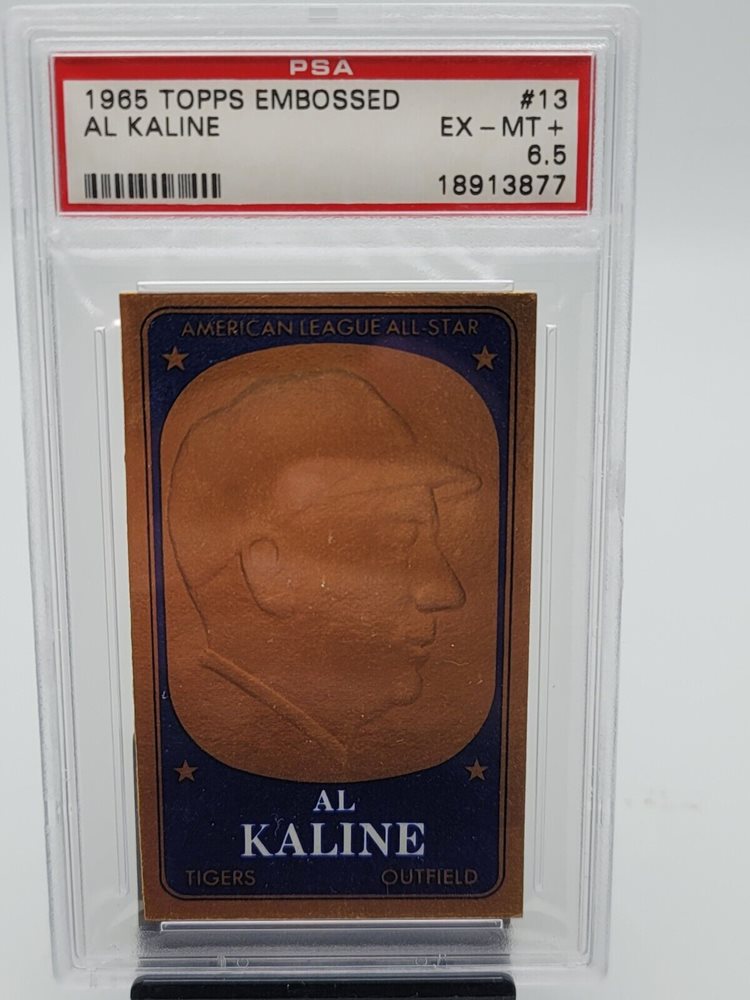 PSA
1965 TOPPS EMBOSSED #13
AL KALINE EX - MT +
6.5
18913877
AMERICAN LEAGUE ALL-STAR
AL
KALINE
TIGERS OUTFIELD